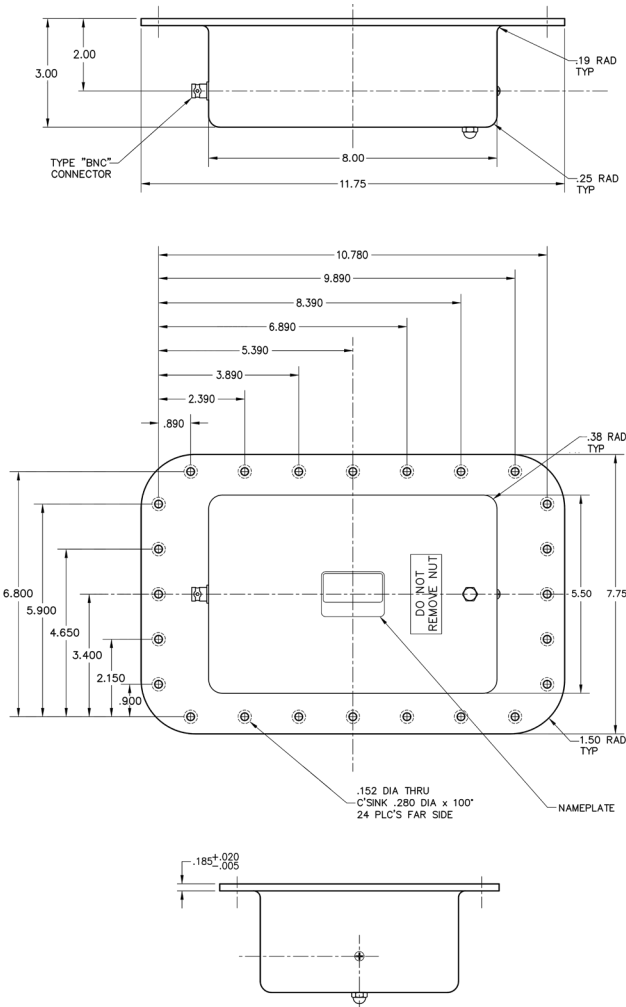 2.00
3.00
.19 RAD
TYP
TYPE "BNC"
CONNECTOR
8.00
.25 RAD
TYP
11.75
10.780
9.890
8.390
6.890
5.390
3.890
2.390
.890
.38 RAD
TYP
6.800
5.900
4.650
3.400
2.150
.900
DO NOT
REMOVE NUT
5.50
7.75
1.50 RAD
TYP
.152 DIA THRU
C'SINK .280 DIA x 100°
24 PLC'S FAR SIDE
NAMEPLATE
.185 +.020
-.005